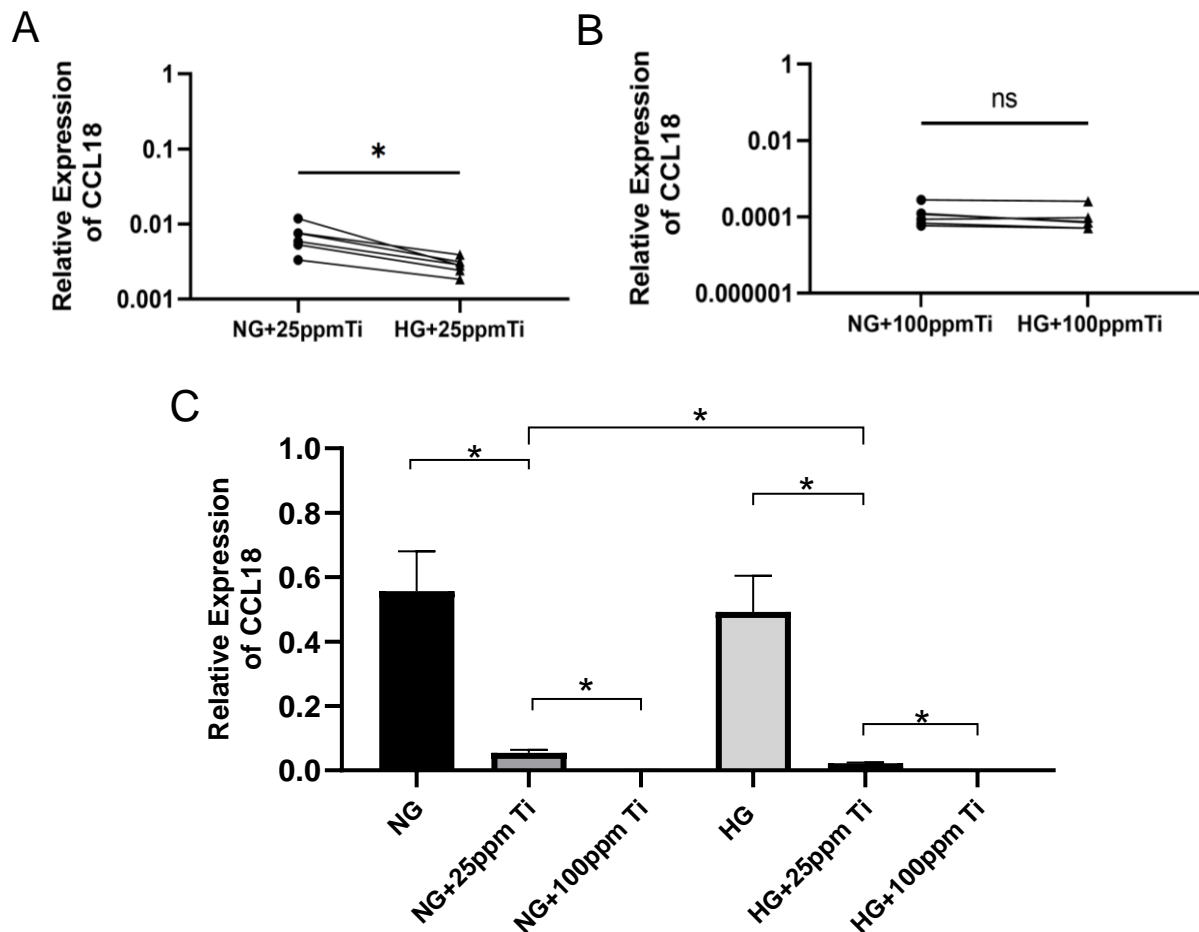 A
Relative Expression
of CCL18
1
0.1
0.01
0.001
*
NG+25ppmTi
HG+25ppmTi
B
Relative Expression
of CCL18
1
0.01
0.0001
0.000001
ns
NG+100ppmTi
HG+100ppmTi
C
Relative Expression
of CCL18
1.0
0.8
0.6
0.4
0.2
0.0
*
*
*
*
*
NG
NG+25ppm Ti
NG+100ppm Ti
HG
HG+25ppm Ti
HG+100ppm Ti